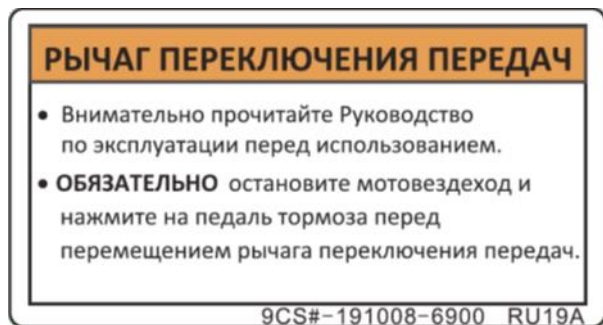 РЫЧАГ ПЕРЕКЛЮЧЕНИЯ ПЕРЕДАЧ
• Внимательно прочитайте Руководство
по эксплуатации перед использованием.
• ОБЯЗАТЕЛЬНО остановите мотовездеход и
нажмите на педаль тормоза перед
перемещением рычага переключения передач.
9CS#-191008-6900 RU19A